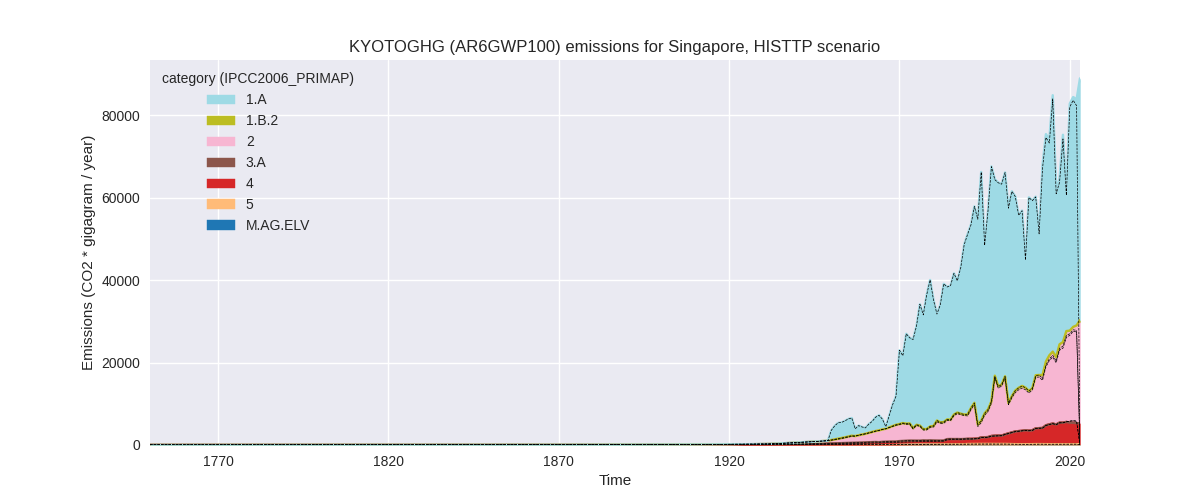 KYOTOGHG (AR6GWP100) emissions for Singapore, HISTTP scenario
category (IPCC2006_PRIMAP)
1.A
1.B.2
2
3.A
4
5
M.AG.ELV
Emissions (CO2 * gigagram / year)
80000
60000
40000
20000
0
1770
1820
1870
1920
1970
2020
Time